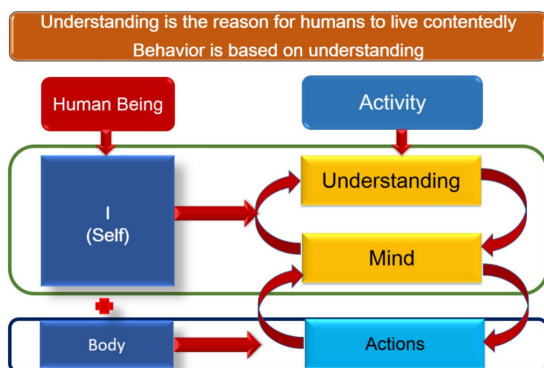 Understanding is the reason for humans to live contentedly
Behavior is based on understanding
Human Being
Activity
I
(Self)
Understanding
Mind
Body
Actions